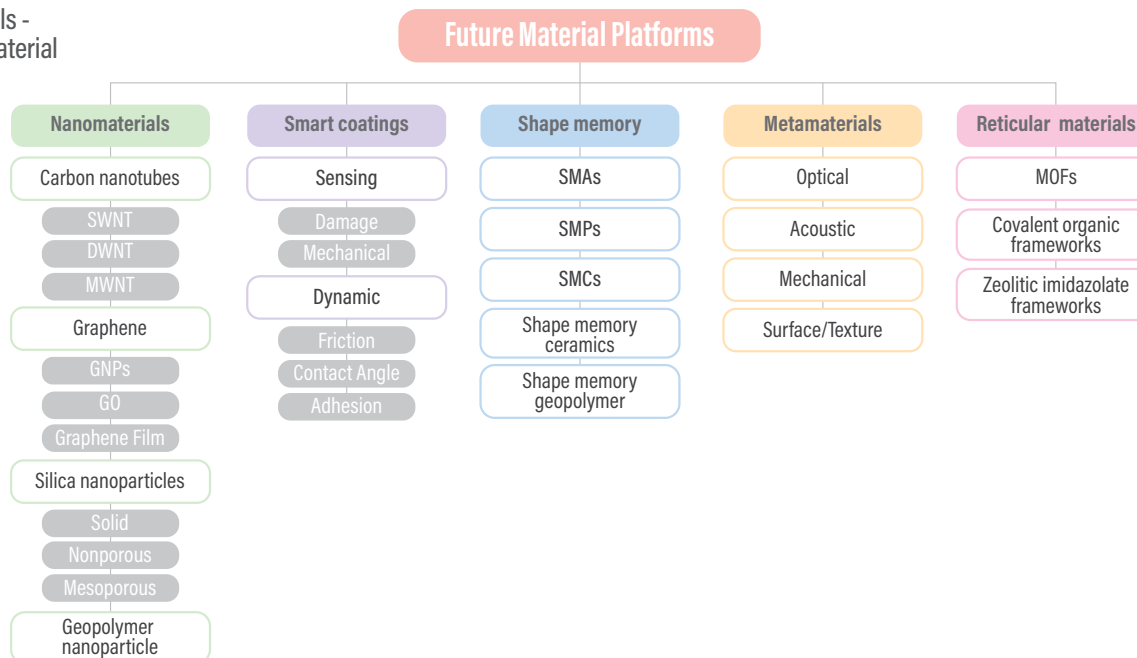 ls -
aterial
Future Material Platforms
Nanomaterials
Carbon nanotubes
SWNT
DWNT
MWNT
Graphene
GNPs
GO
Graphene Film
Silica nanoparticles
Solid
Nonporous
Mesoporous
Geopolymer
nanoparticle
Smart coatings
Sensing
Damage
Mechanical
Dynamic
Friction
Contact Angle
Adhesion
Shape memory
SMAs
SMPs
SMCs
Shape memory
ceramics
Shape memory
geopolymer
Metamaterials
Optical
Acoustic
Mechanical
Surface/Texture
Reticular materials
MOFs
Covalent organic
frameworks
Zeolitic imidazolate
frameworks